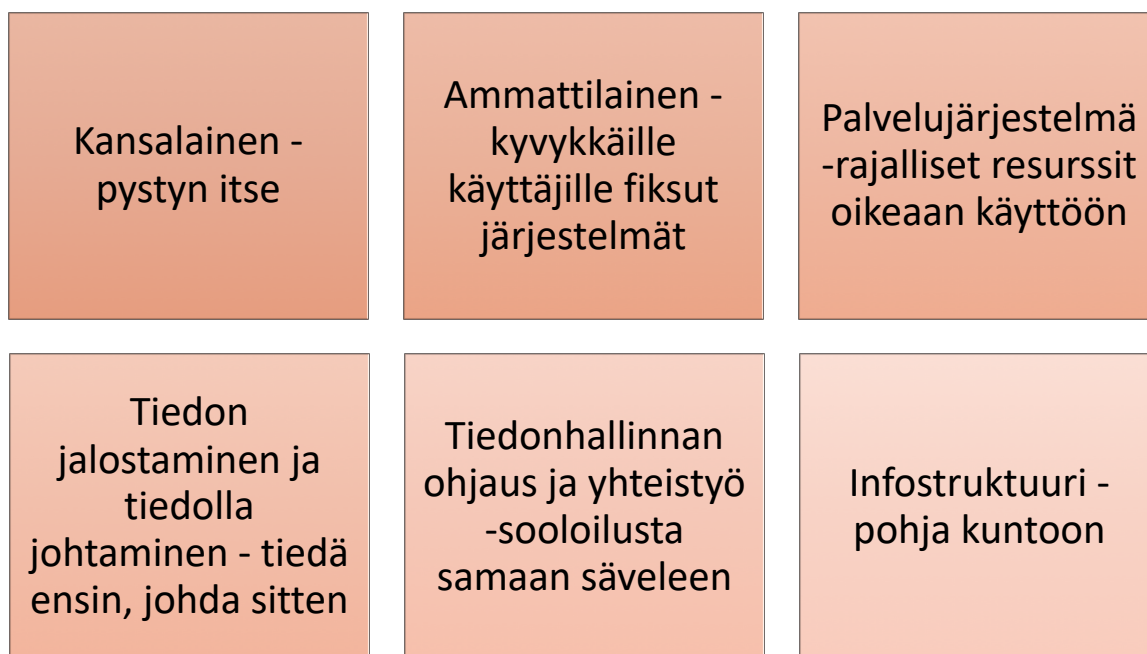 Kansalainen -
pystyn itse
Ammattilainen -
kyvykkäille
käyttäjille fiksut
järjestelmät
Palvelujärjestelmä
-rajalliset resurssit
oikeaan käyttöön
Tiedon
jalostaminen ja
tiedolla
johtaminen - tiedä
ensin, johda sitten
Tiedonhallinnan
ohjaus ja yhteistyö
-sooloilusta
samaan säveleen
Infostruktuuri -
pohja kuntoon